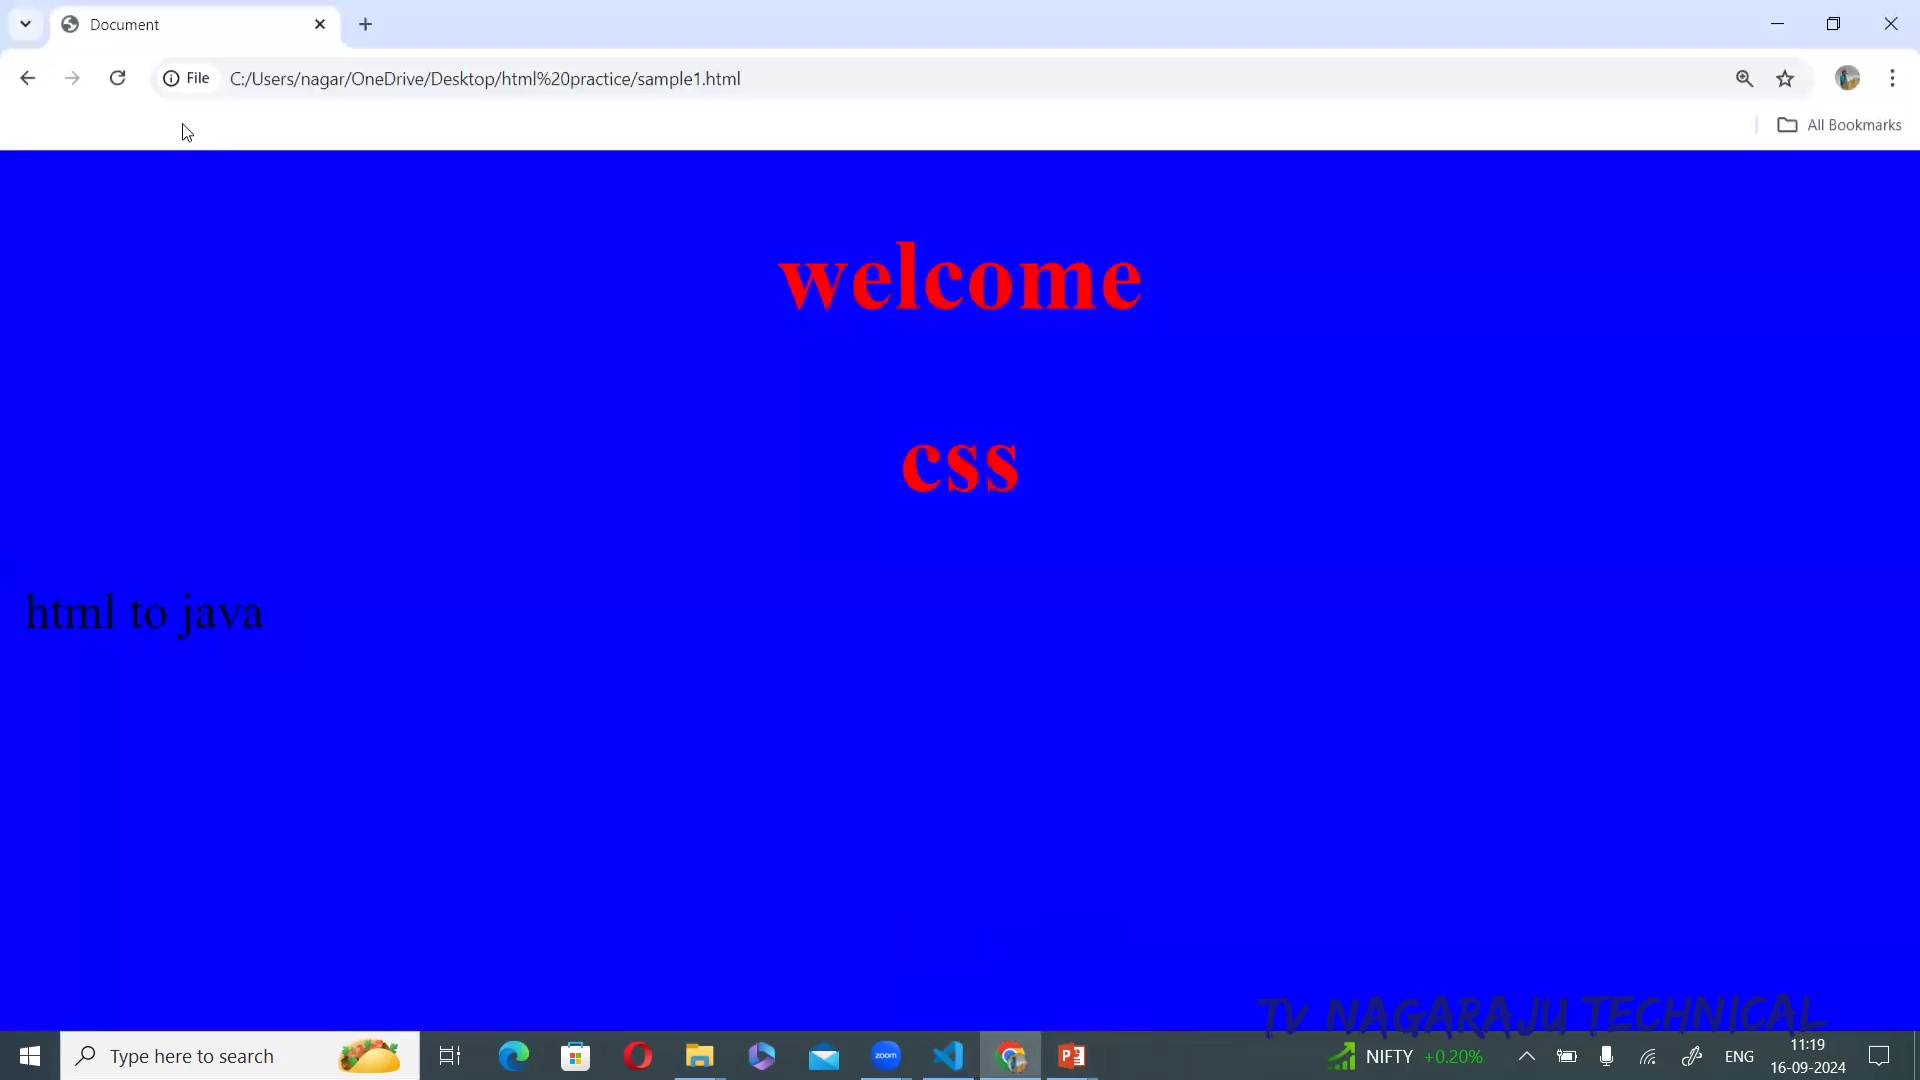 Document
File C:/Users/nagar/OneDrive/Desktop/html%20practice/sample1.html
All Bookmarks
welcome
css
html to java
TV NAGARAJU TECHNICAL
Type here to search
zoom
NIFTY +0.20%
ENG
11:19
16-09-2024